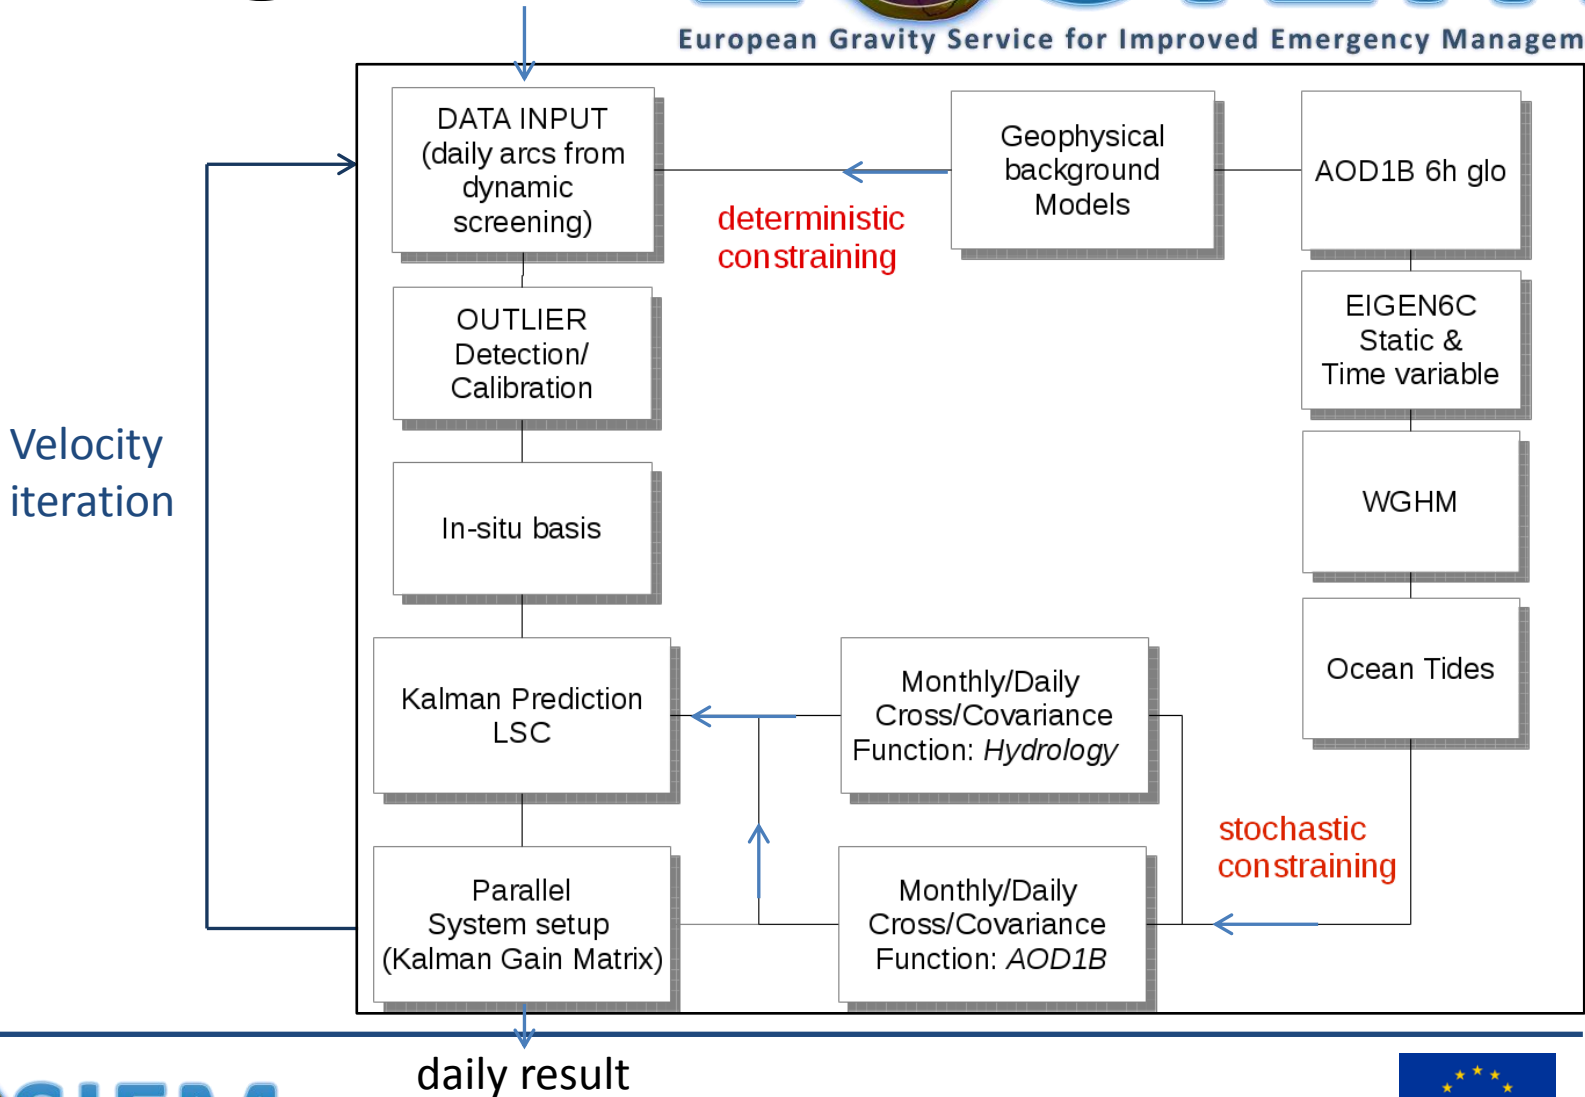 European Gravity Service for Improved Emergency
DATA INPUT
(daily arcs from
dynamic
screening)
Geophysical
background
Models
AOD1B 6h glo
deterministic
constraining
OUTLIER
Detection/
Calibration
EIGEN6C
Static &
Time variable
Velocity
iteration
In-situ basis
WGHM
Kalman Prediction
LSC
Monthly/Daily
Cross/Covariance
Function: Hydrology
Ocean Tides
stochastic
constraining
Parallel
System setup
(Kalman Gain Matrix)
Monthly/Daily
Cross/Covariance
Function: AOD1B
daily result